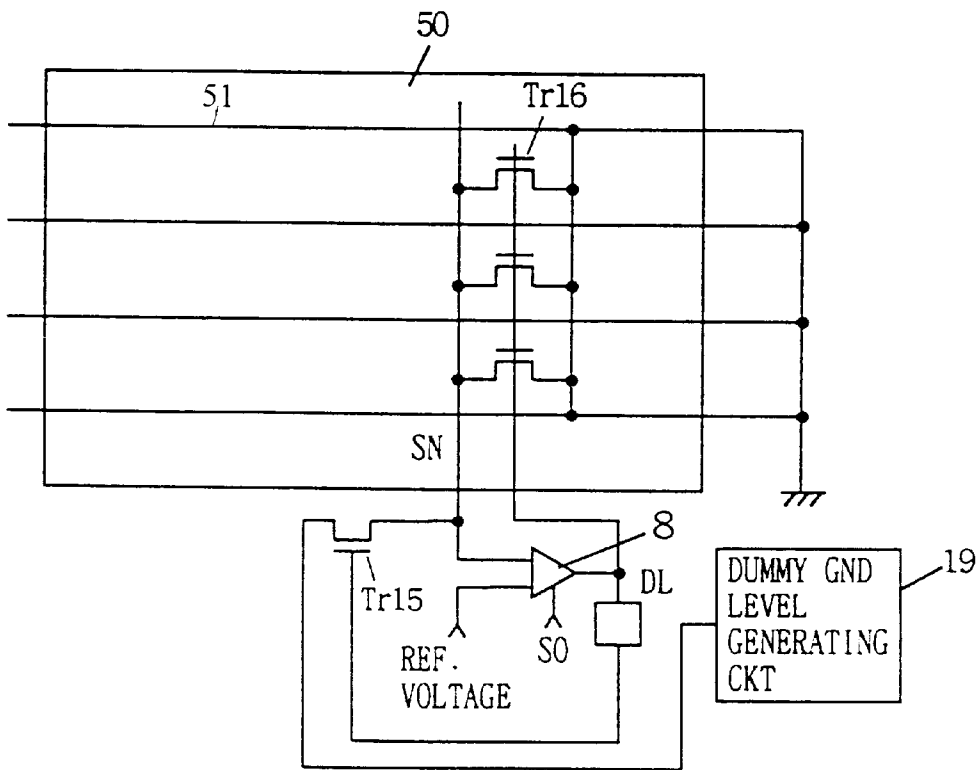 50
51
Tr16
SN
8
Tr15
DL
REF.
VOLTAGE
SO
DUMMY GND
LEVEL
GENERATING
CKT
19